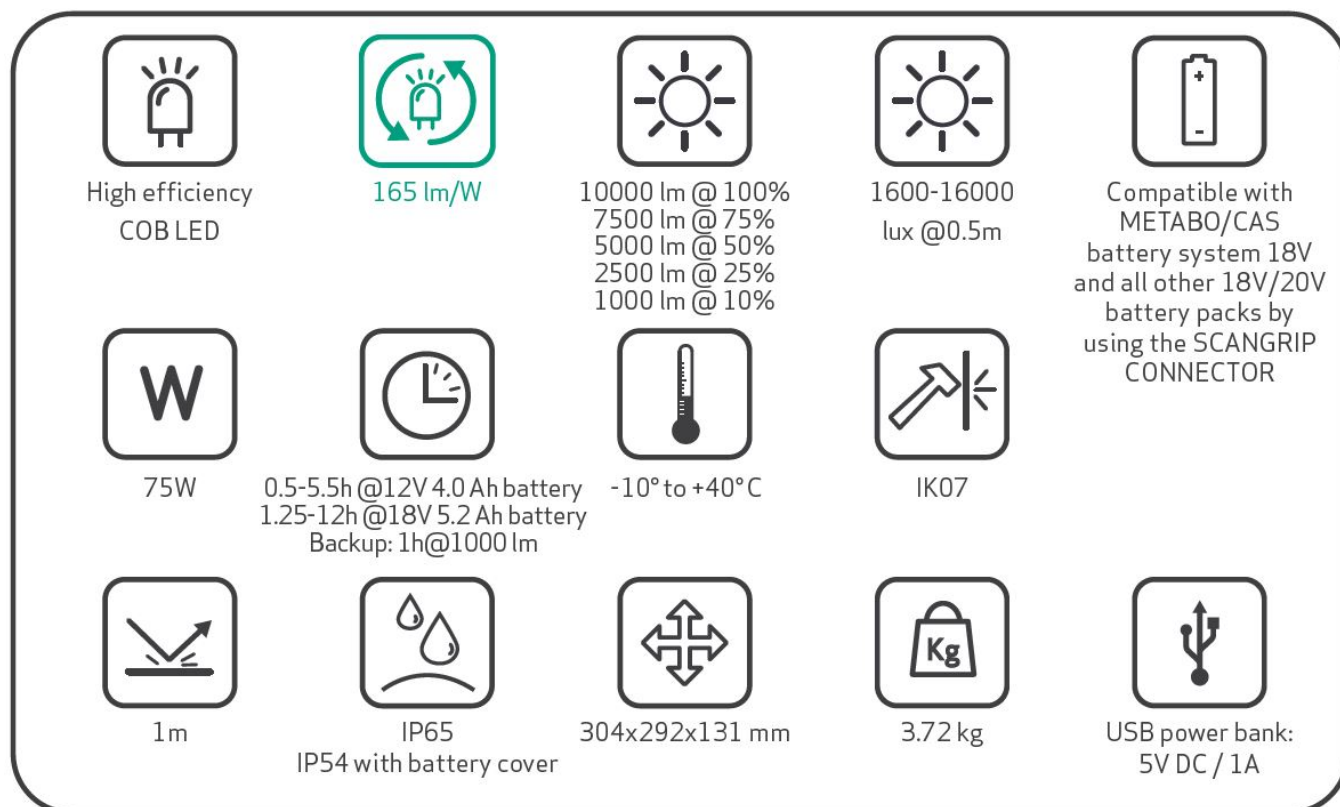 High efficiency
COB LED
165 lm/W
10000 lm @ 100%
7500 lm @ 75%
5000 lm @ 50%
2500 lm @ 25%
1000 lm @ 10%
1600-16000
lux @0.5m
+
-
Compatible with
METABO/CAS
battery system 18V
and all other 18V/20V
battery packs by
using the SCANGRIP
CONNECTOR
W
75W
0.5-5.5h @12V 4.0 Ah battery
1.25-12h @18V 5.2 Ah battery
Backup: 1h@1000 lm
-10° to +40°C
IK07
1m
IP65
IP54 with battery cover
304x292x131 mm
Kg
3.72 kg
USB power bank:
5V DC / 1A